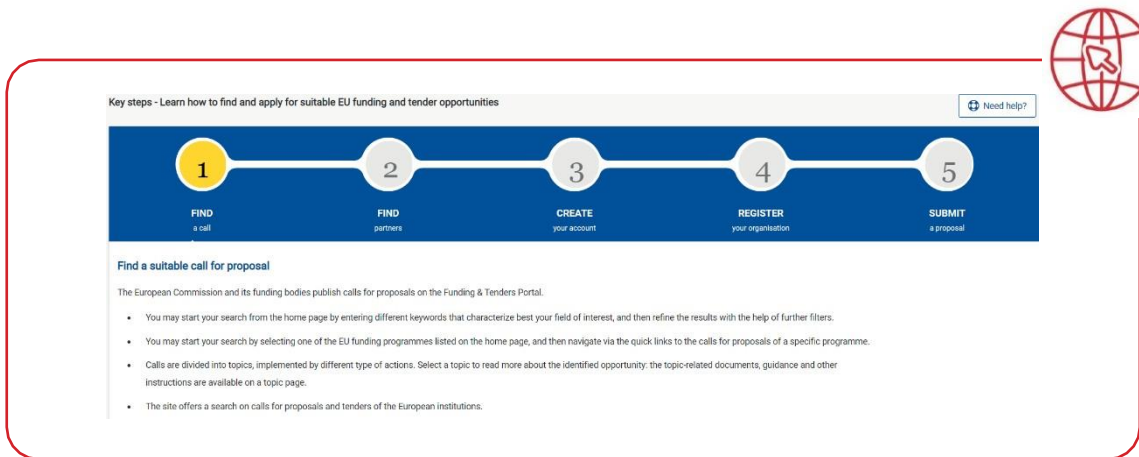 Key steps - Learn how to find and apply for suitable EU funding and tender opportunities
Need help?
1
2
3
4
5
FIND
a call
FIND
partners
CREATE
your account
REGISTER
your organisation
SUBMIT
a proposal
Find a suitable call for proposal
The European Commission and its funding bodies publish calls for proposals on the Funding & Tenders Portal.
• You may start your search from the home page by entering different keywords that characterize best your field of interest, and then refine the results with the help of further filters.
• You may start your search by selecting one of the EU funding programmes listed on the home page, and then navigate via the quick links to the calls for proposals of a specific programme.
• Calls are divided into topics, implemented by different type of actions. Select a topic to read more about the identified opportunity: the topic-related documents, guidance and other
instructions are available on a topic page.
• The site offers a search on calls for proposals and tenders of the European institutions.